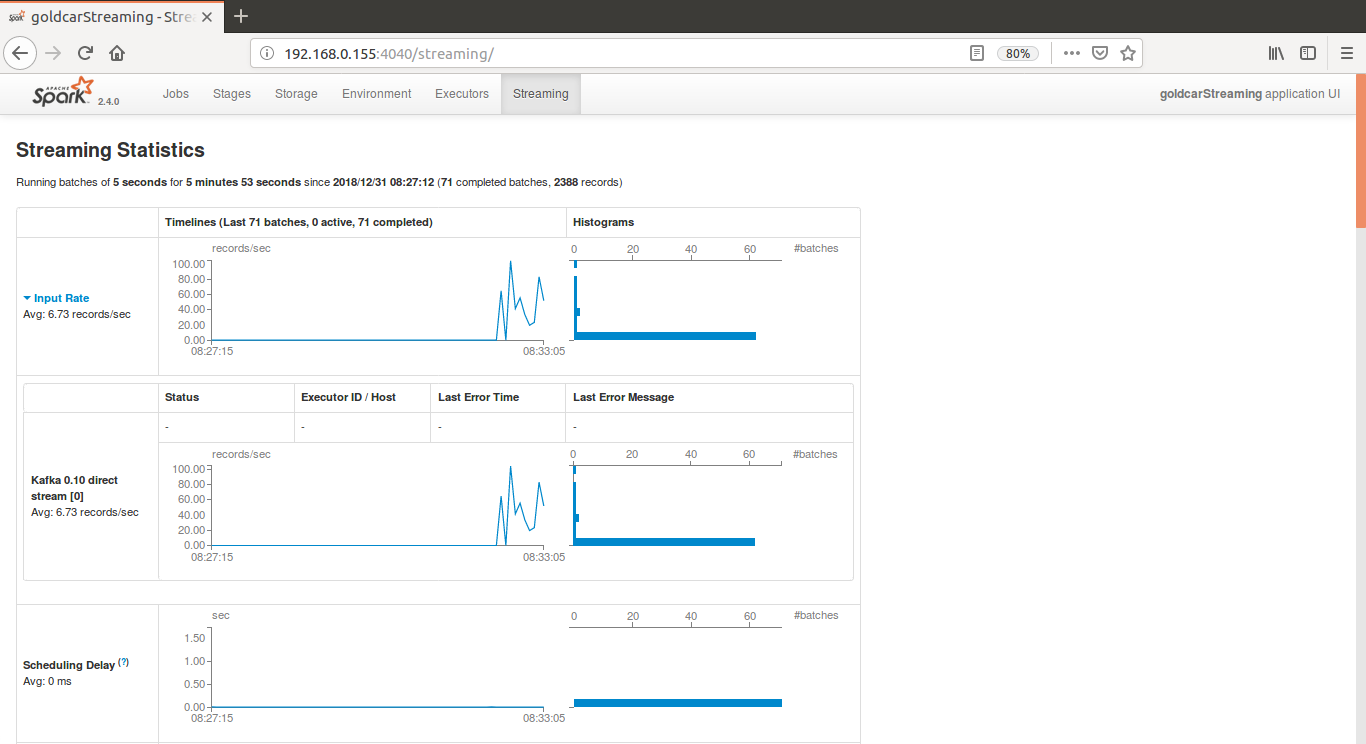 goldcarStreaming - Stre
192.168.0.155:4040/streaming/
80%
APACHE
Spark 2.4.0
Jobs Stages Storage Environment Executors Streaming
goldcarStreaming application UI
Streaming Statistics
Running batches of 5 seconds for 5 minutes 53 seconds since 2018/12/31 08:27:12 (71 completed batches, 2388 records)
Timelines (Last 71 batches, 0 active, 71 completed) Histograms
records/sec 0 20 40 60 #batches
100.00
80.00
60.00
40.00
20.00
0.00
08:27:15 08:33:05
Input Rate
Avg: 6.73 records/sec
Status Executor ID / Host Last Error Time Last Error Message
- - - -
Kafka 0.10 direct
stream [0]
Avg: 6.73 records/sec
records/sec 0 20 40 60 #batches
100.00
80.00
60.00
40.00
20.00
0.00
08:27:15 08:33:05
Scheduling Delay (?)
Avg: 0 ms
sec 0 20 40 60 #batches
1.50
1.00
0.50
0.00
08:27:15 08:33:05